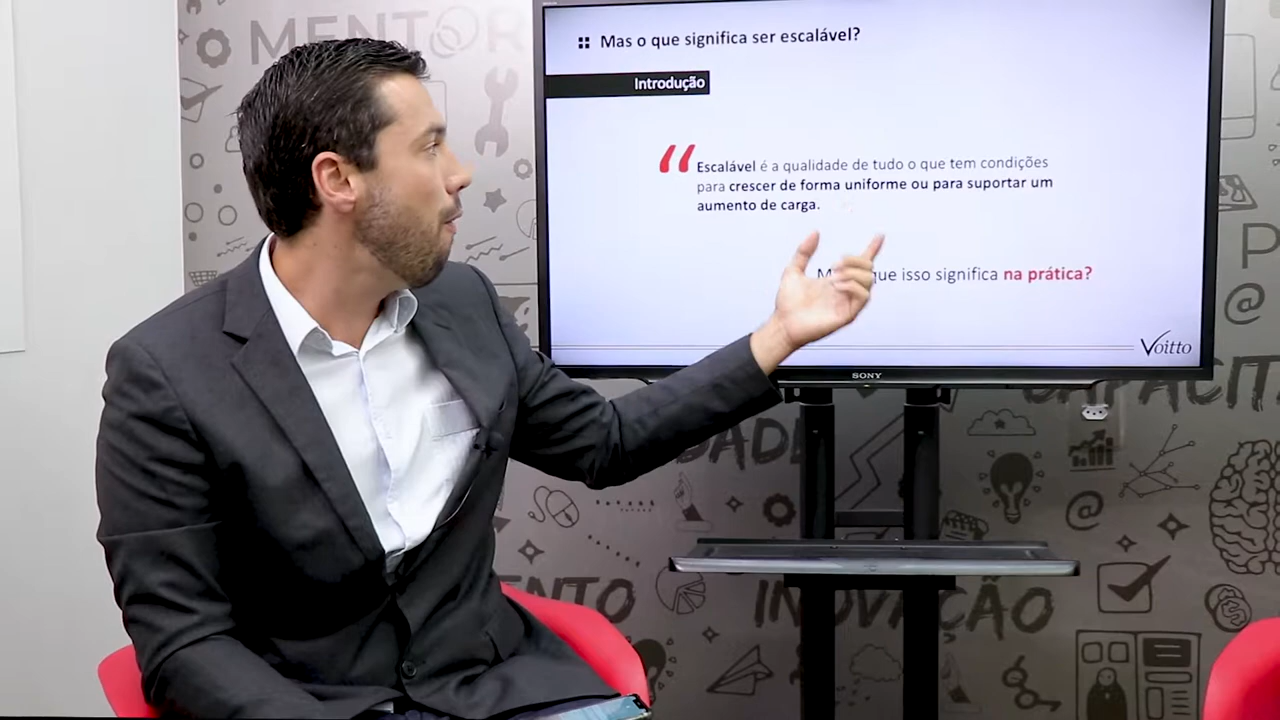 MENTOR
Mas o que significa ser escalável?
Introdução
Escalável é a qualidade de tudo o que tem condições
para crescer de forma uniforme ou para suportar um
aumento de carga.
que isso significa na prática?
Voitto
SONY
INOVAÇÃO